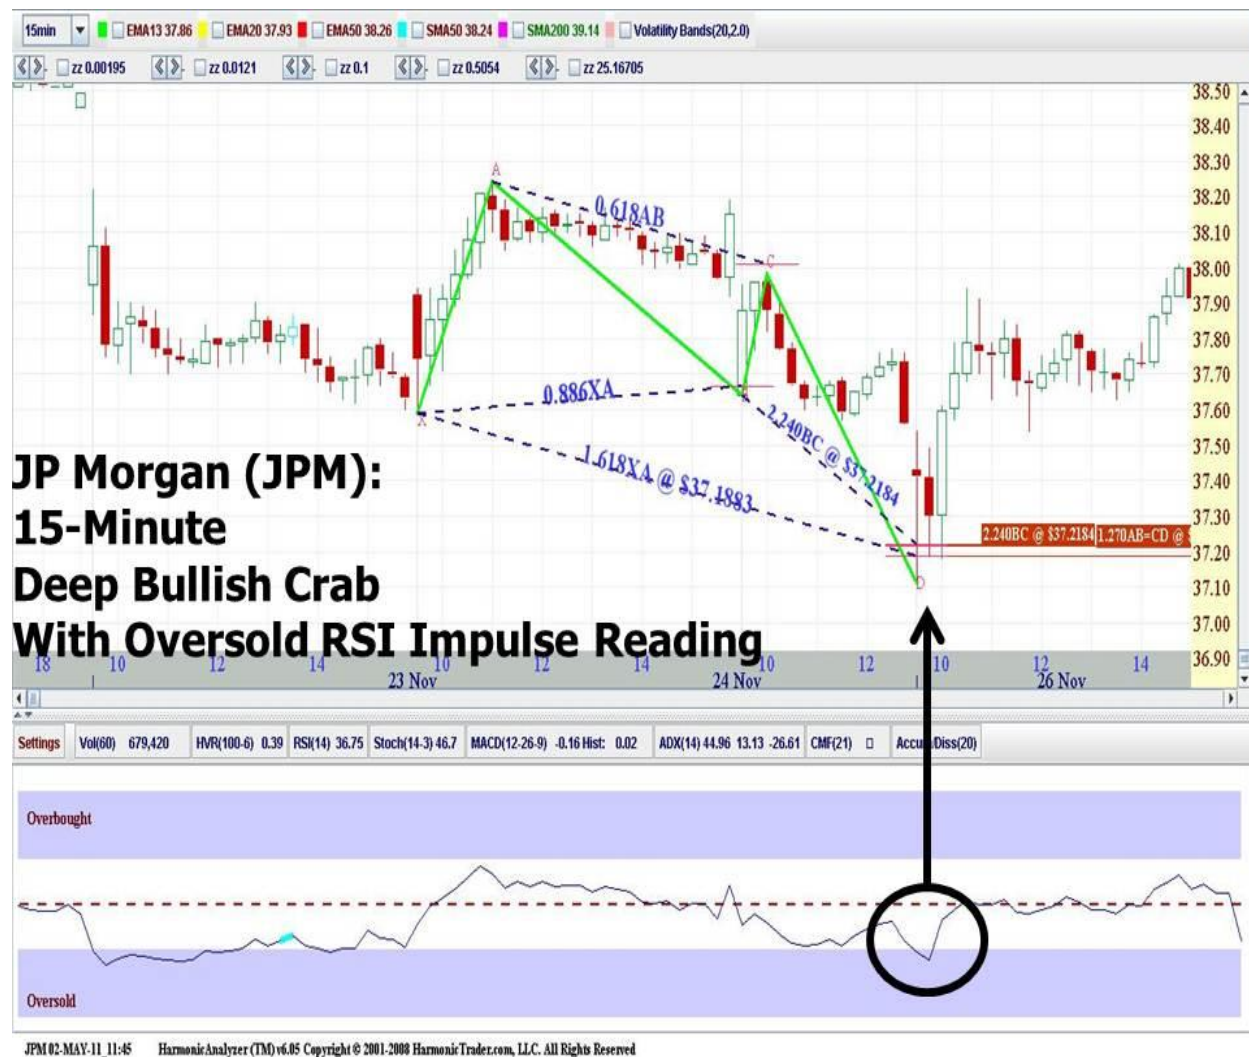 15min EMA13 37.86 EMA20 37.93 EMA50 38.26 SMA50 38.24 SMA200 39.14 Volatility Bands(20,2.0)
zz 0.00195 zz 0.0121 zz 0.1 zz 0.5054 zz 25.16705
38.50
38.40
38.30
A
38.20
0.618AB
38.10
C
38.00
37.90
37.80
0.886XA
37.70
37.60
X
2.240BC @ $37.2184
37.50
1.618XA @ $37.1883
JP Morgan (JPM):
37.40
15-Minute
37.30
2.240BC @ $37.2184 1.270AB=CD @
37.20
Deep Bullish Crab
D
37.10
37.00
With Oversold RSI Impulse Reading
36.90
18 10 12 14 10 12 14 10 12 10 12 14
23 Nov 24 Nov 26 Nov
Settings Vol(60) 679,420 HVR(100-6) 0.39 RSI(14) 36.75 Stoch(14-3) 46.7 MACD(12-26-9) -0.16 Hist: 0.02 ADX(14) 44.96 13.13 -26.61 CMF(21) Accum/Diss(20)
Overbought
Oversold
JPM 02-MAY-11_11:45 HarmonicAnalyzer (TM) v6.05 Copyright © 2001-2008 HarmonicTrader.com, LLC. All Rights Reserved